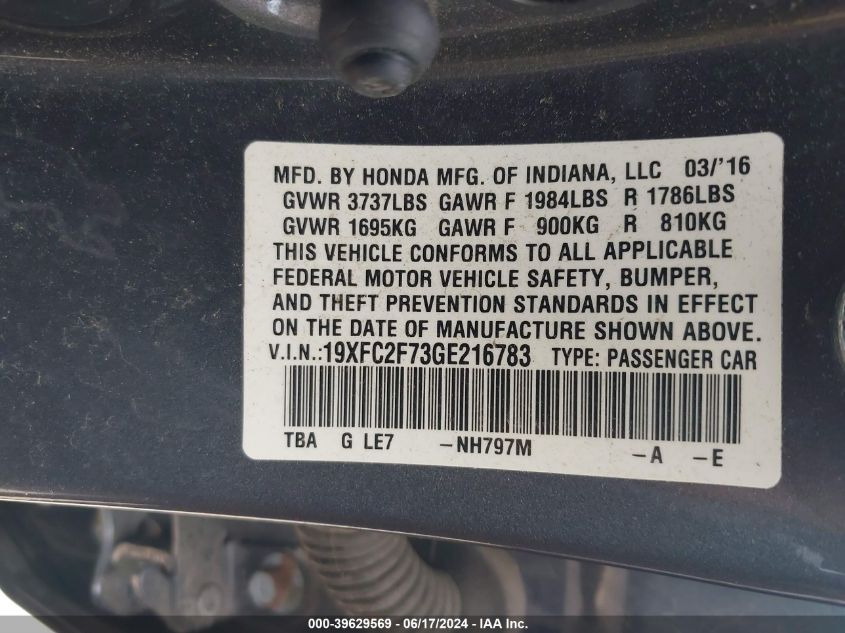 MFD. BY HONDA MFG. OF INDIANA, LLC 03/'16
GVWR 3737LBS GAWR F 1984LBS R 1786LBS
GVWR 1695KG GAWR F 900KG R 810KG
THIS VEHICLE CONFORMS TO ALL APPLICABLE
FEDERAL MOTOR VEHICLE SAFETY, BUMPER,
AND THEFT PREVENTION STANDARDS IN EFFECT
ON THE DATE OF MANUFACTURE SHOWN ABOVE.
V.I.N.:19XFC2F73GE216783 TYPE: PASSENGER CAR
TBA G LE7 -NH797M -A -E
000-39629569 - 06/17/2024 - IAA Inc.